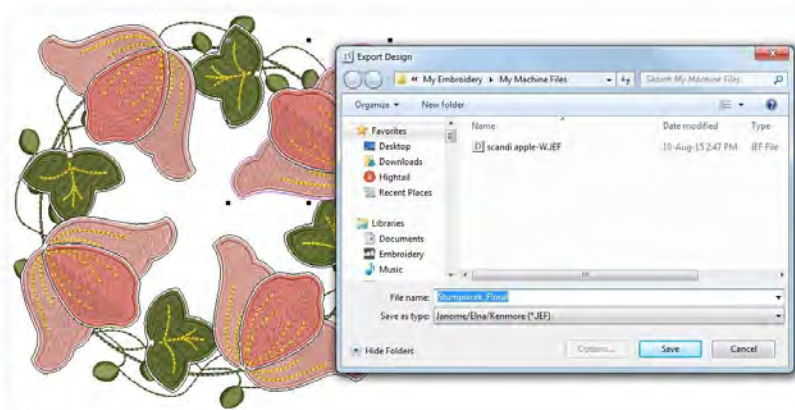 Export Design
« My Embroidery ▸ My Machine Files
Search My Machine Files
Organize
New folder
Name
Date modified
Type
Favorites
Desktop
Downloads
Hightail
Recent Places
Libraries
Documents
Embroidery
Music
scandi apple-W.JEF
10-Aug-15 2:47 PM
JEF File
File name:
Stumpwork_Floral
Save as type:
Janome/Elna/Kenmore (*.JEF)
Hide Folders
Options...
Save
Cancel